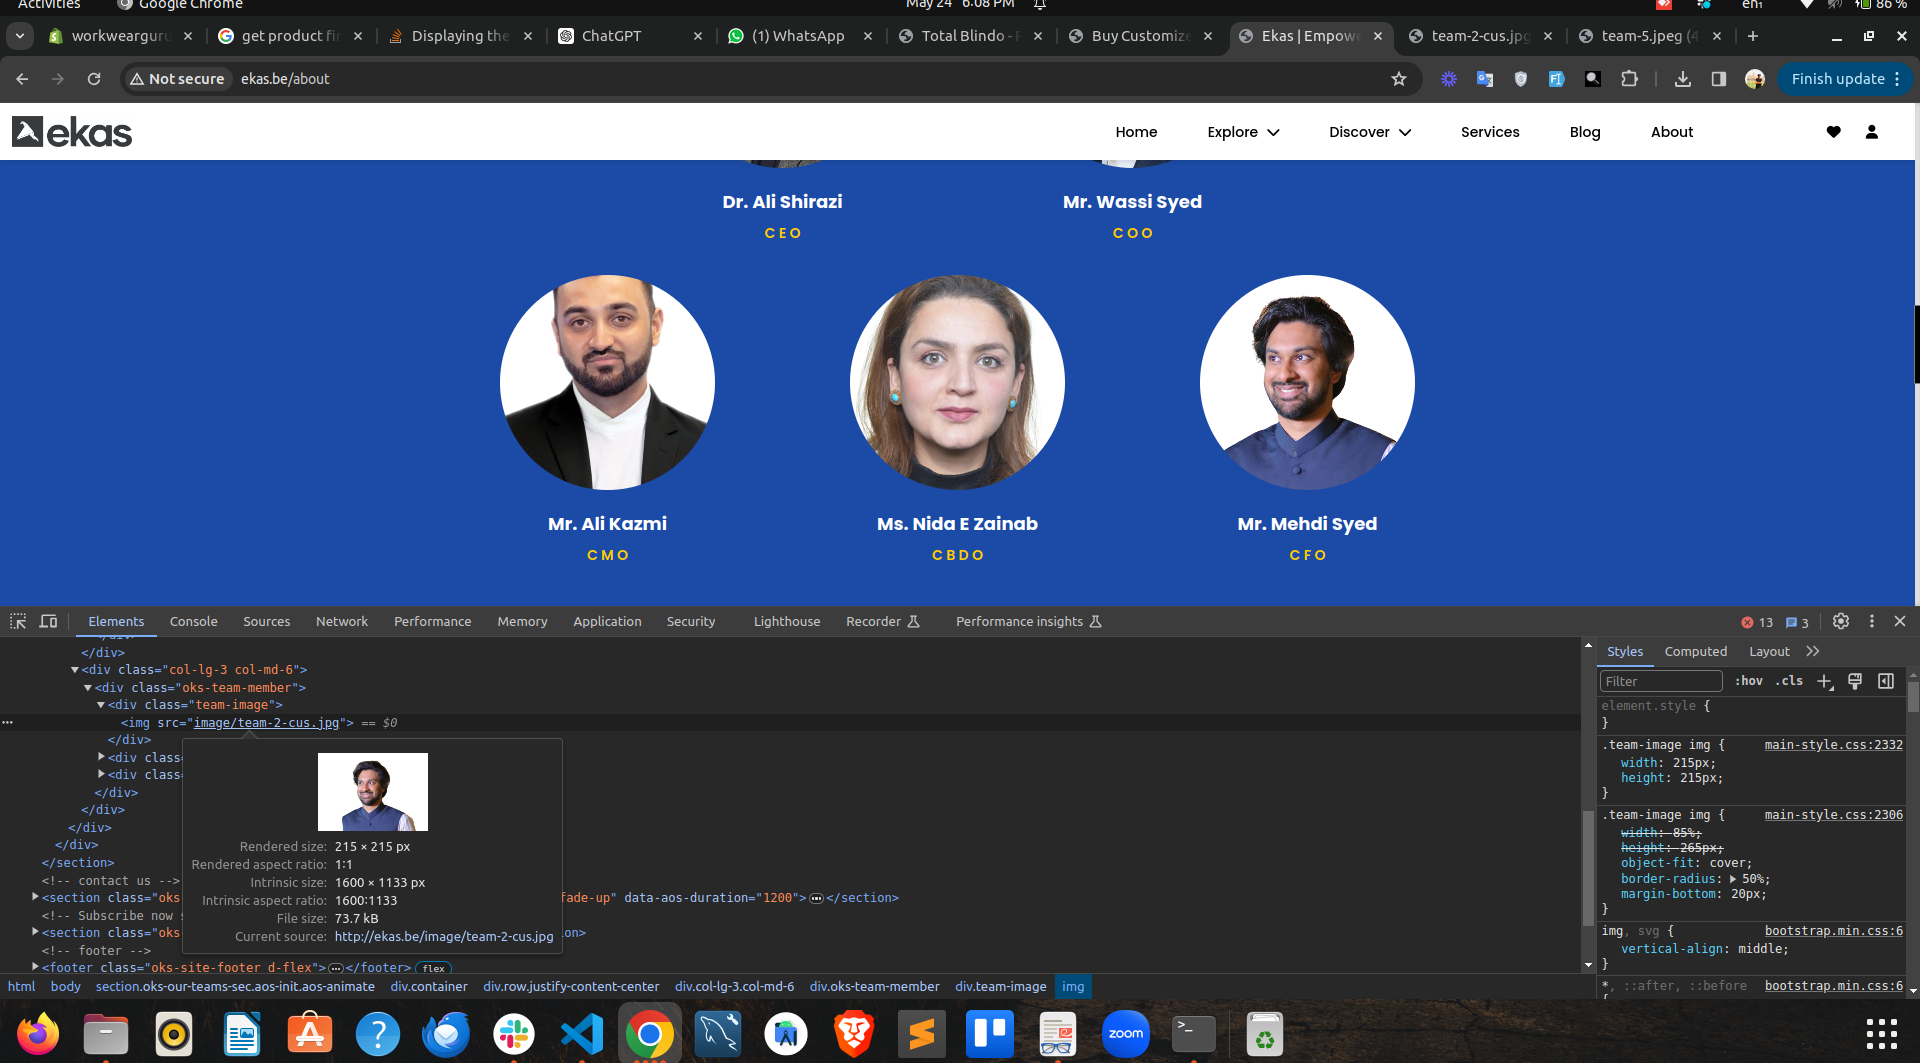 Activities
Google Chrome
May 24 6:08 PM
en₁
86 %
workwearguru
get product fi
Displaying the
ChatGPT
(1) WhatsApp
Total Blindo -
Buy Customize
Ekas | Empow
team-2-cus.jpg
team-5.jpeg (4
Not secure
ekas.be/about
Finish update
ekas
Home
Explore
Discover
Services
Blog
About
Dr. Ali Shirazi
Mr. Wassi Syed
CEO
COO
Mr. Ali Kazmi
Ms. Nida E Zainab
Mr. Mehdi Syed
CMO
CBDO
CFO
Elements
Console
Sources
Network
Performance
Memory
Application
Security
Lighthouse
Recorder
Performance insights
13
3
</div>
<div class="col-lg-3 col-md-6">
<div class="oks-team-member">
<div class="team-image">
<img src="image/team-2-cus.jpg"> == $0
</div>
<div clas
<div clas
</div>
</div>
</div>
</div>
</section>
<!-- contact us -->
<section class="oks
fade-up" data-aos-duration="1200">…</section>
<!-- Subscribe now s
<section class="oks
ion>
<!-- footer -->
<footer class="oks-site-footer d-flex">…</footer>
flex
Rendered size: 215 × 215 px
Rendered aspect ratio: 1:1
Intrinsic size: 1600 × 1133 px
Intrinsic aspect ratio: 1600:1133
File size: 73.7 kB
Current source: http://ekas.be/image/team-2-cus.jpg
html
body
section.oks-our-teams-sec.aos-init.aos-animate
div.container
div.row.justify-content-center
div.col-lg-3.col-md-6
div.oks-team-member
div.team-image
img
Styles
Computed
Layout
Filter
:hov
.cls
element.style {
}
.team-image img {
main-style.css:2332
width: 215px;
height: 215px;
}
.team-image img {
main-style.css:2306
width: 85%;
height: 265px;
object-fit: cover;
border-radius: 50%;
margin-bottom: 20px;
}
img, svg {
bootstrap.min.css:6
vertical-align: middle;
}
*, ::after, ::before
bootstrap.min.css:6
zoom